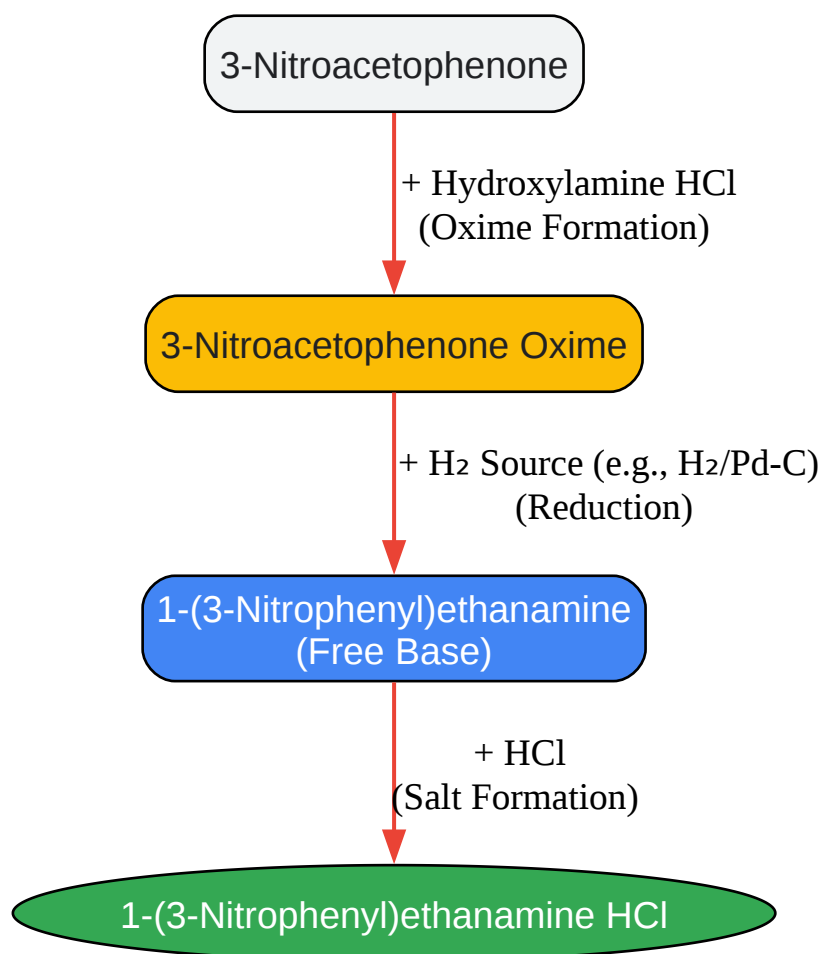 3-Nitroacetophenone
+ Hydroxylamine HCl
(Oxime Formation)
3-Nitroacetophenone Oxime
+ H₂ Source (e.g., H₂/Pd-C)
(Reduction)
1-(3-Nitrophenyl)ethanamine
(Free Base)
+ HCl
(Salt Formation)
1-(3-Nitrophenyl)ethanamine HCl